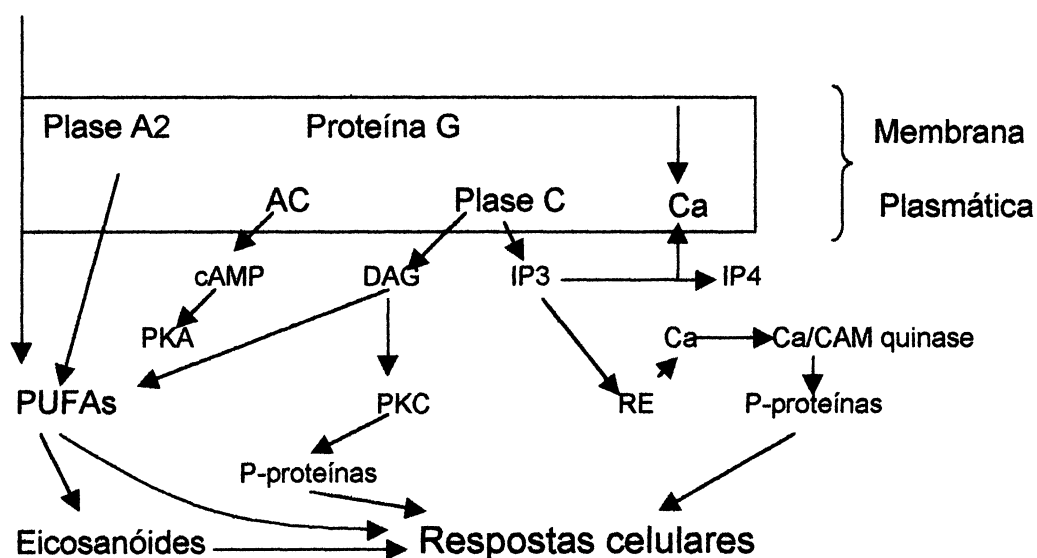 Plase A2 Proteína G
Membrana
AC Plase C Ca
Plasmática
cAMP DAG IP3 IP4
PKA Ca Ca/CAM quinase
PUFAs PKC RE P-proteínas
P-proteínas
Eicosanóides Respostas celulares